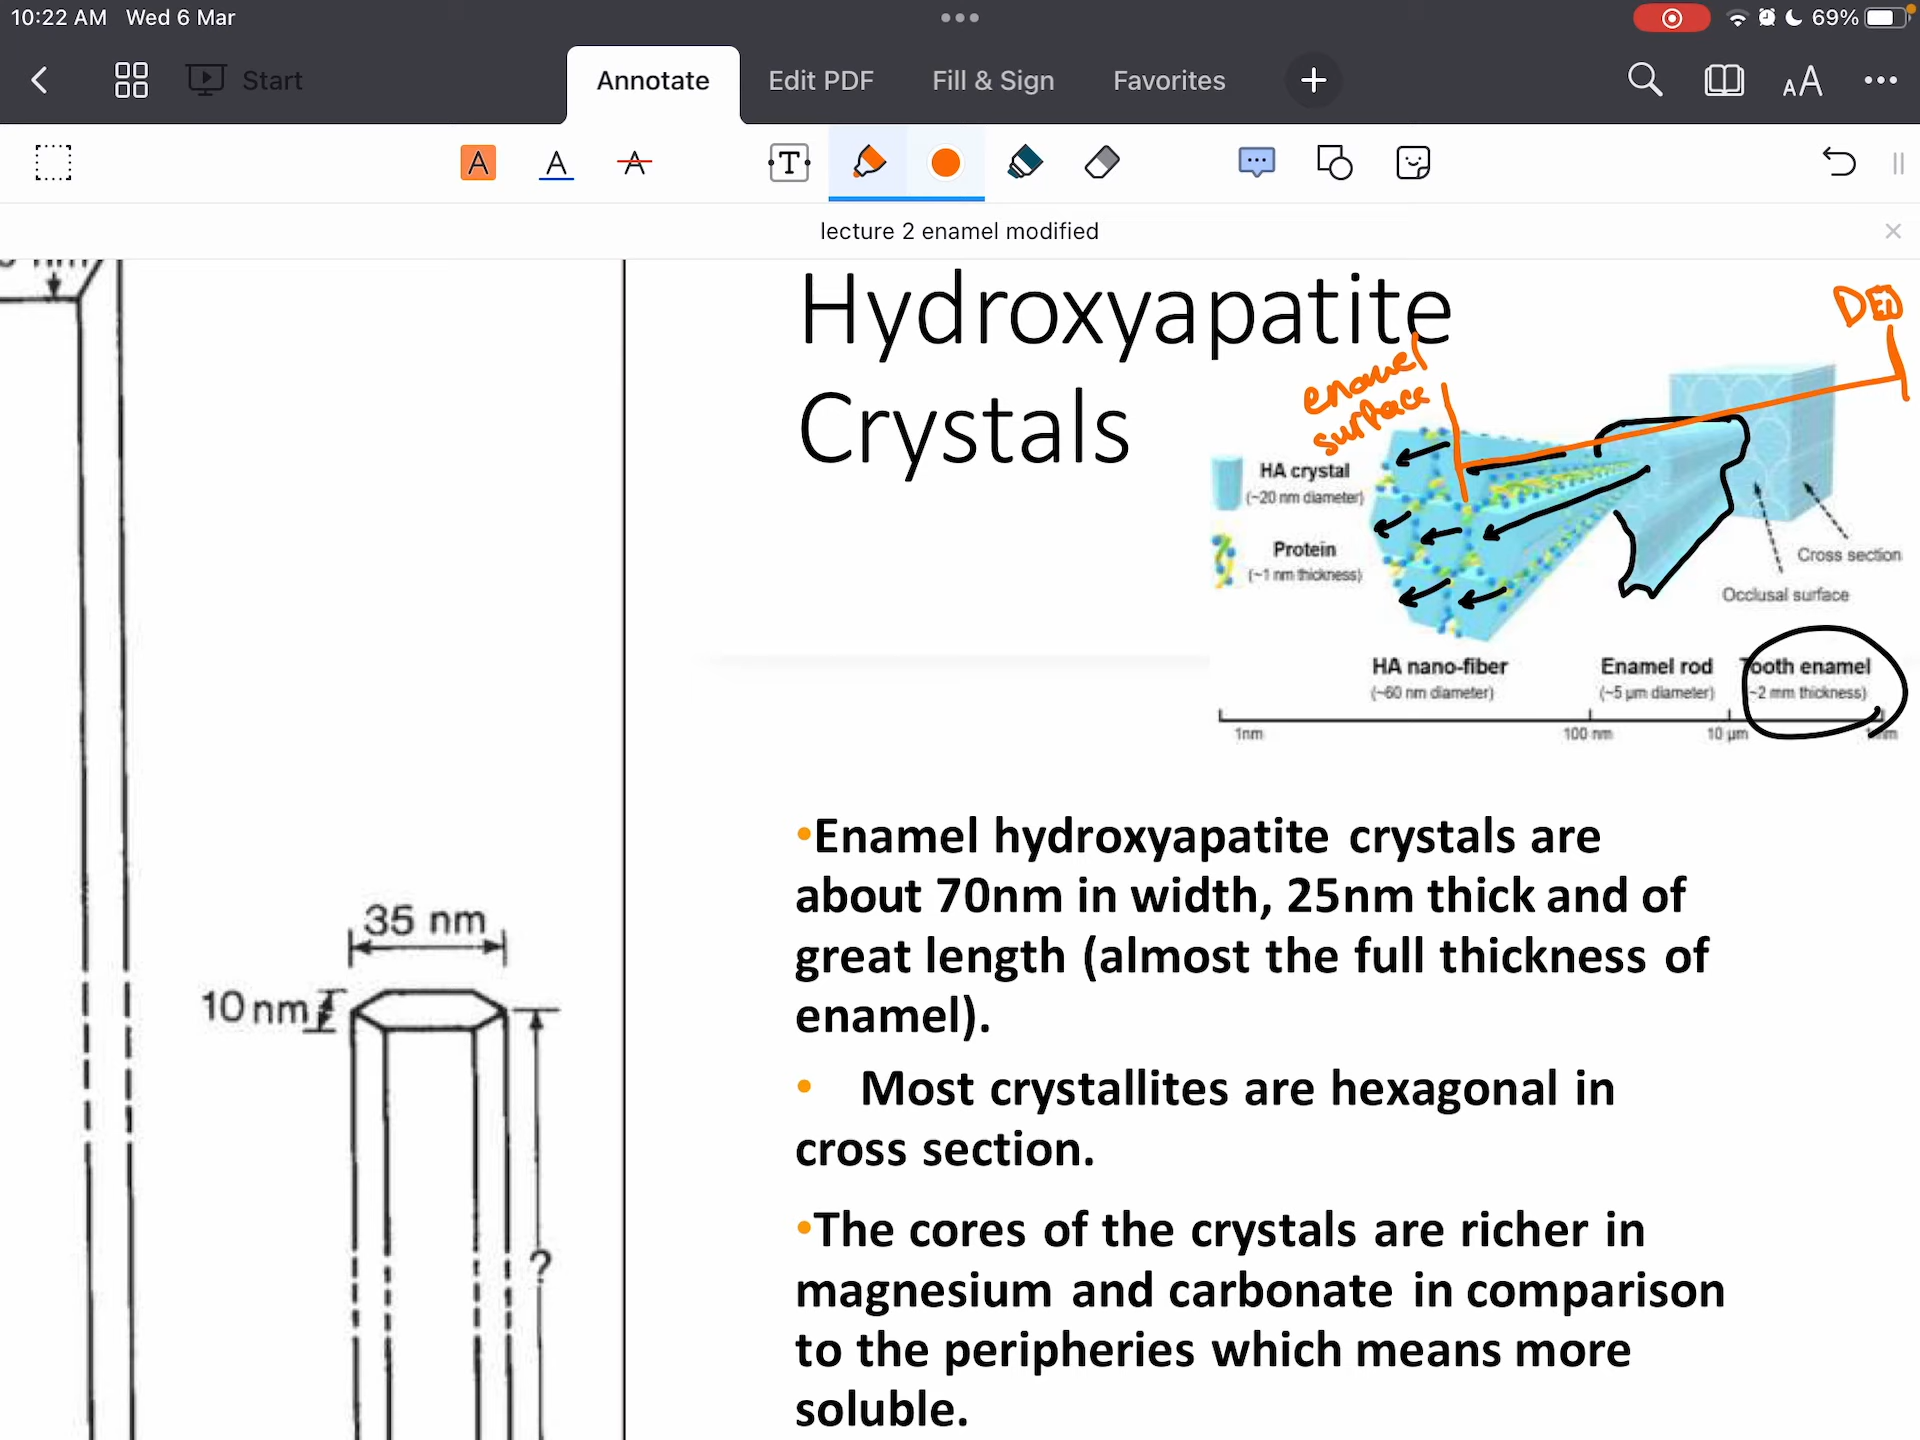 10:22 AM Wed 6 Mar
69%
Start
Annotate
Edit PDF
Fill & Sign
Favorites
AA
A A A
T
lecture 2 enamel modified
Hydroxyapatite
Crystals
enamel
surface
HA crystal
(~20 nm diameter)
Protein
(~1 nm thickness)
Cross section
Occlusal surface
HA nano-fiber
(~60 nm diameter)
Enamel rod
(~5 µm diameter)
Tooth enamel
~2 mm thickness)
1nm
100 nm
10 µm
35 nm
10 nm
?
•Enamel hydroxyapatite crystals are
about 70nm in width, 25nm thick and of
great length (almost the full thickness of
enamel).
• Most crystallites are hexagonal in
cross section.
•The cores of the crystals are richer in
magnesium and carbonate in comparison
to the peripheries which means more
soluble.